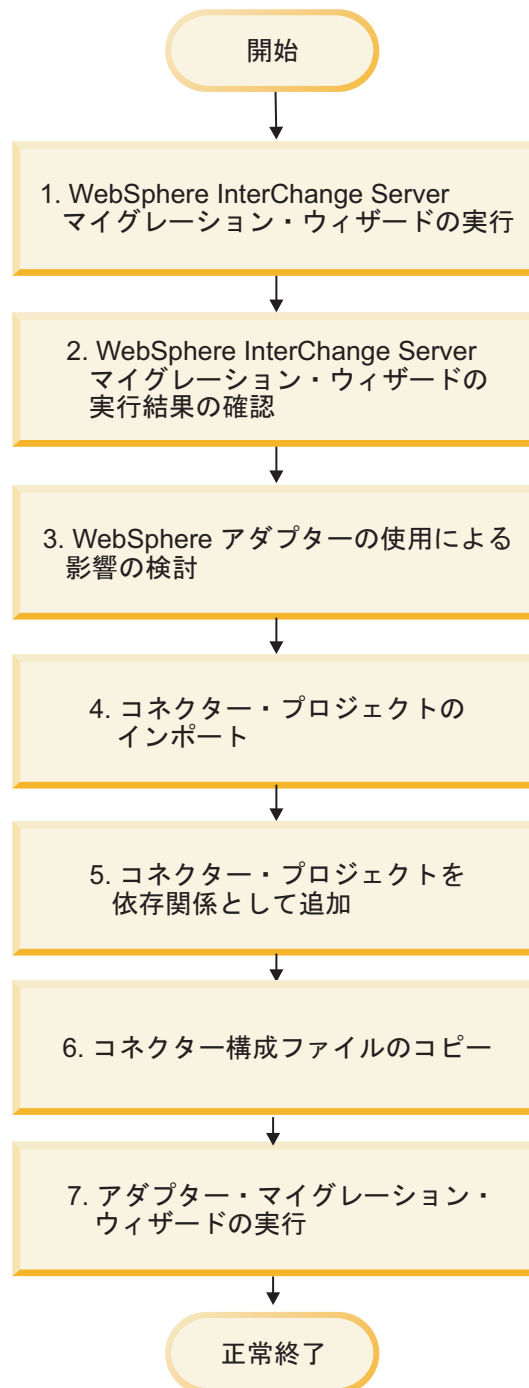 開始
1. WebSphere InterChange Server
マイグレーション・ウィザードの実行
2. WebSphere InterChange Server
マイグレーション・ウィザードの
実行結果の確認
3. WebSphere アダプターの使用による
影響の検討
4. コネクター・プロジェクトの
インポート
5. コネクター・プロジェクトを
依存関係として追加
6. コネクター構成ファイルのコピー
7. アダプター・マイグレーション・
ウィザードの実行
正常終了